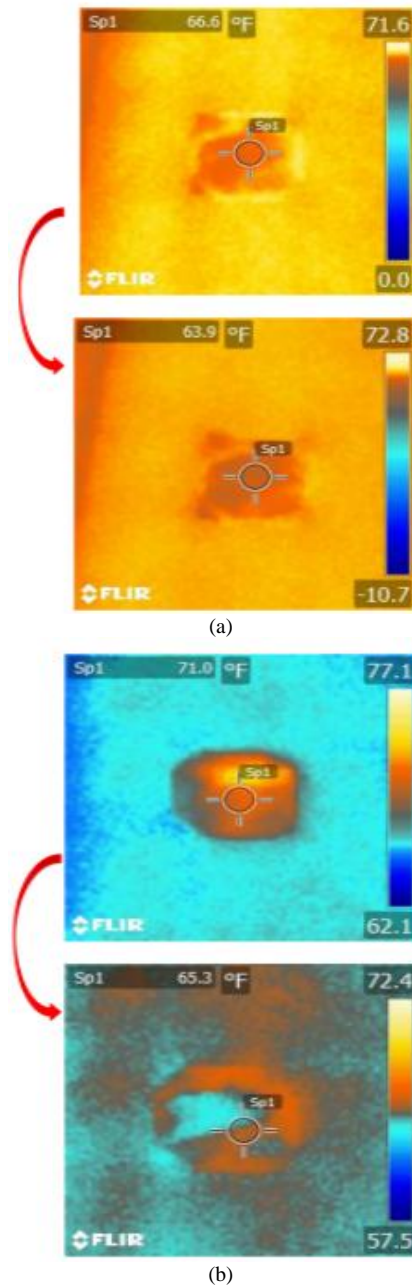 Sp1 66.6 °F 71.6
Sp1
FLIR 0.0
Sp1 63.9 °F 72.8
Sp1
FLIR -10.7
(a)
Sp1 71.0 °F 77.1
Sp1
FLIR 62.1
Sp1 65.3 °F 72.4
Sp1
FLIR 57.5
(b)